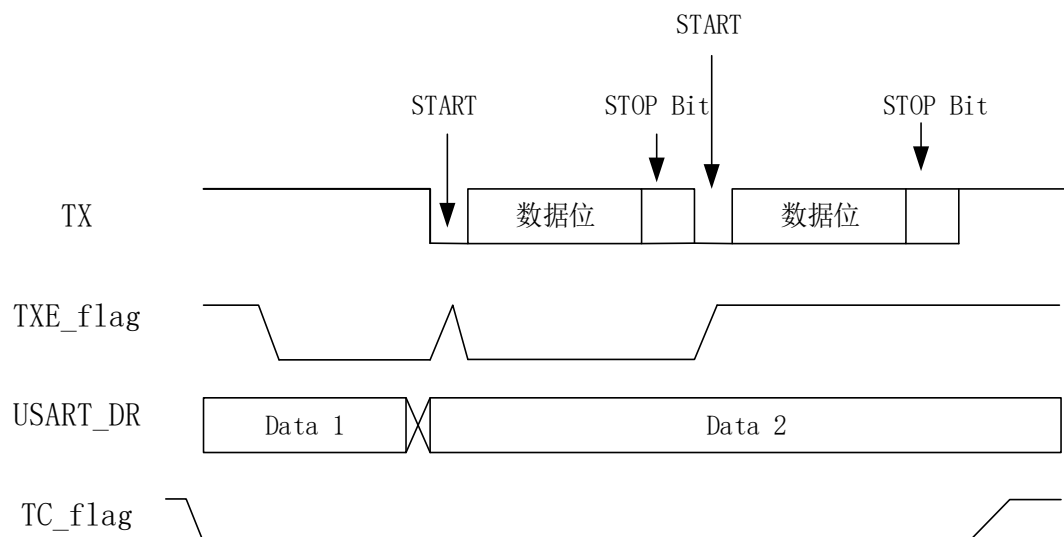 START
START
STOP Bit
STOP Bit
TX
数据位
数据位
TXE_flag
USART_DR
Data 1
Data 2
TC_flag